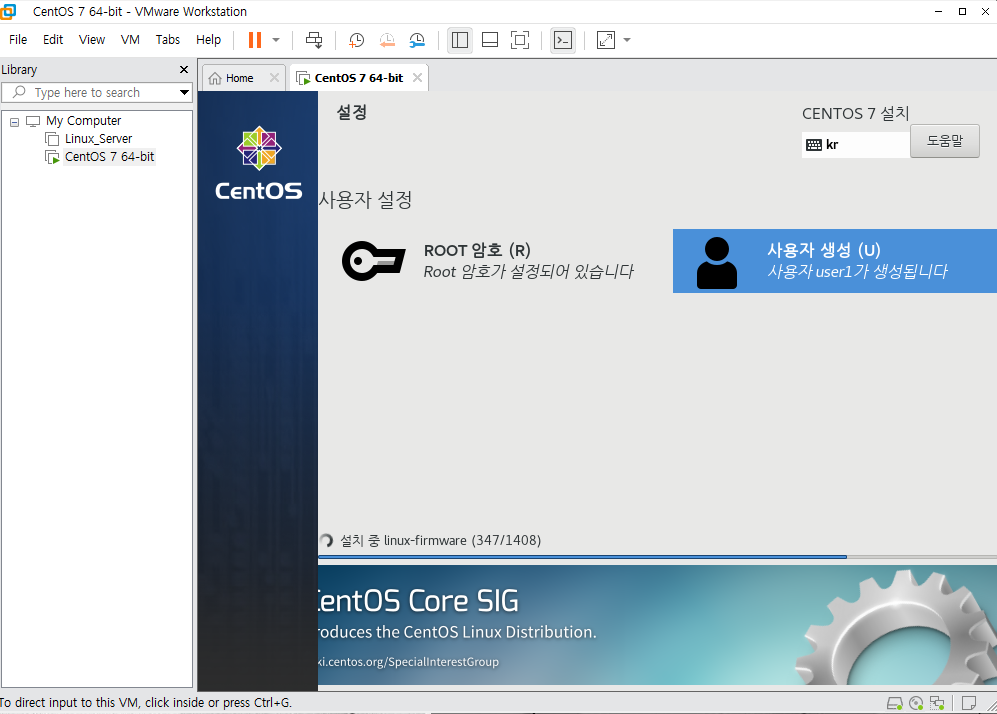 CentOS 7 64-bit - VMware Workstation
File Edit View VM Tabs Help
Library
Type here to search
My Computer
Linux_Server
CentOS 7 64-bit
Home
CentOS 7 64-bit
CentOS
설정
CENTOS 7 설치
kr
도움말
사용자 설정
ROOT 암호 (R)
Root 암호가 설정되어 있습니다
사용자 생성 (U)
사용자 user1가 생성됩니다
설치 중 linux-firmware (347/1408)
CentOS Core SIG
roduces the CentOS Linux Distribution.
ki.centos.org/SpecialInterestGroup
To direct input to this VM, click inside or press Ctrl+G.